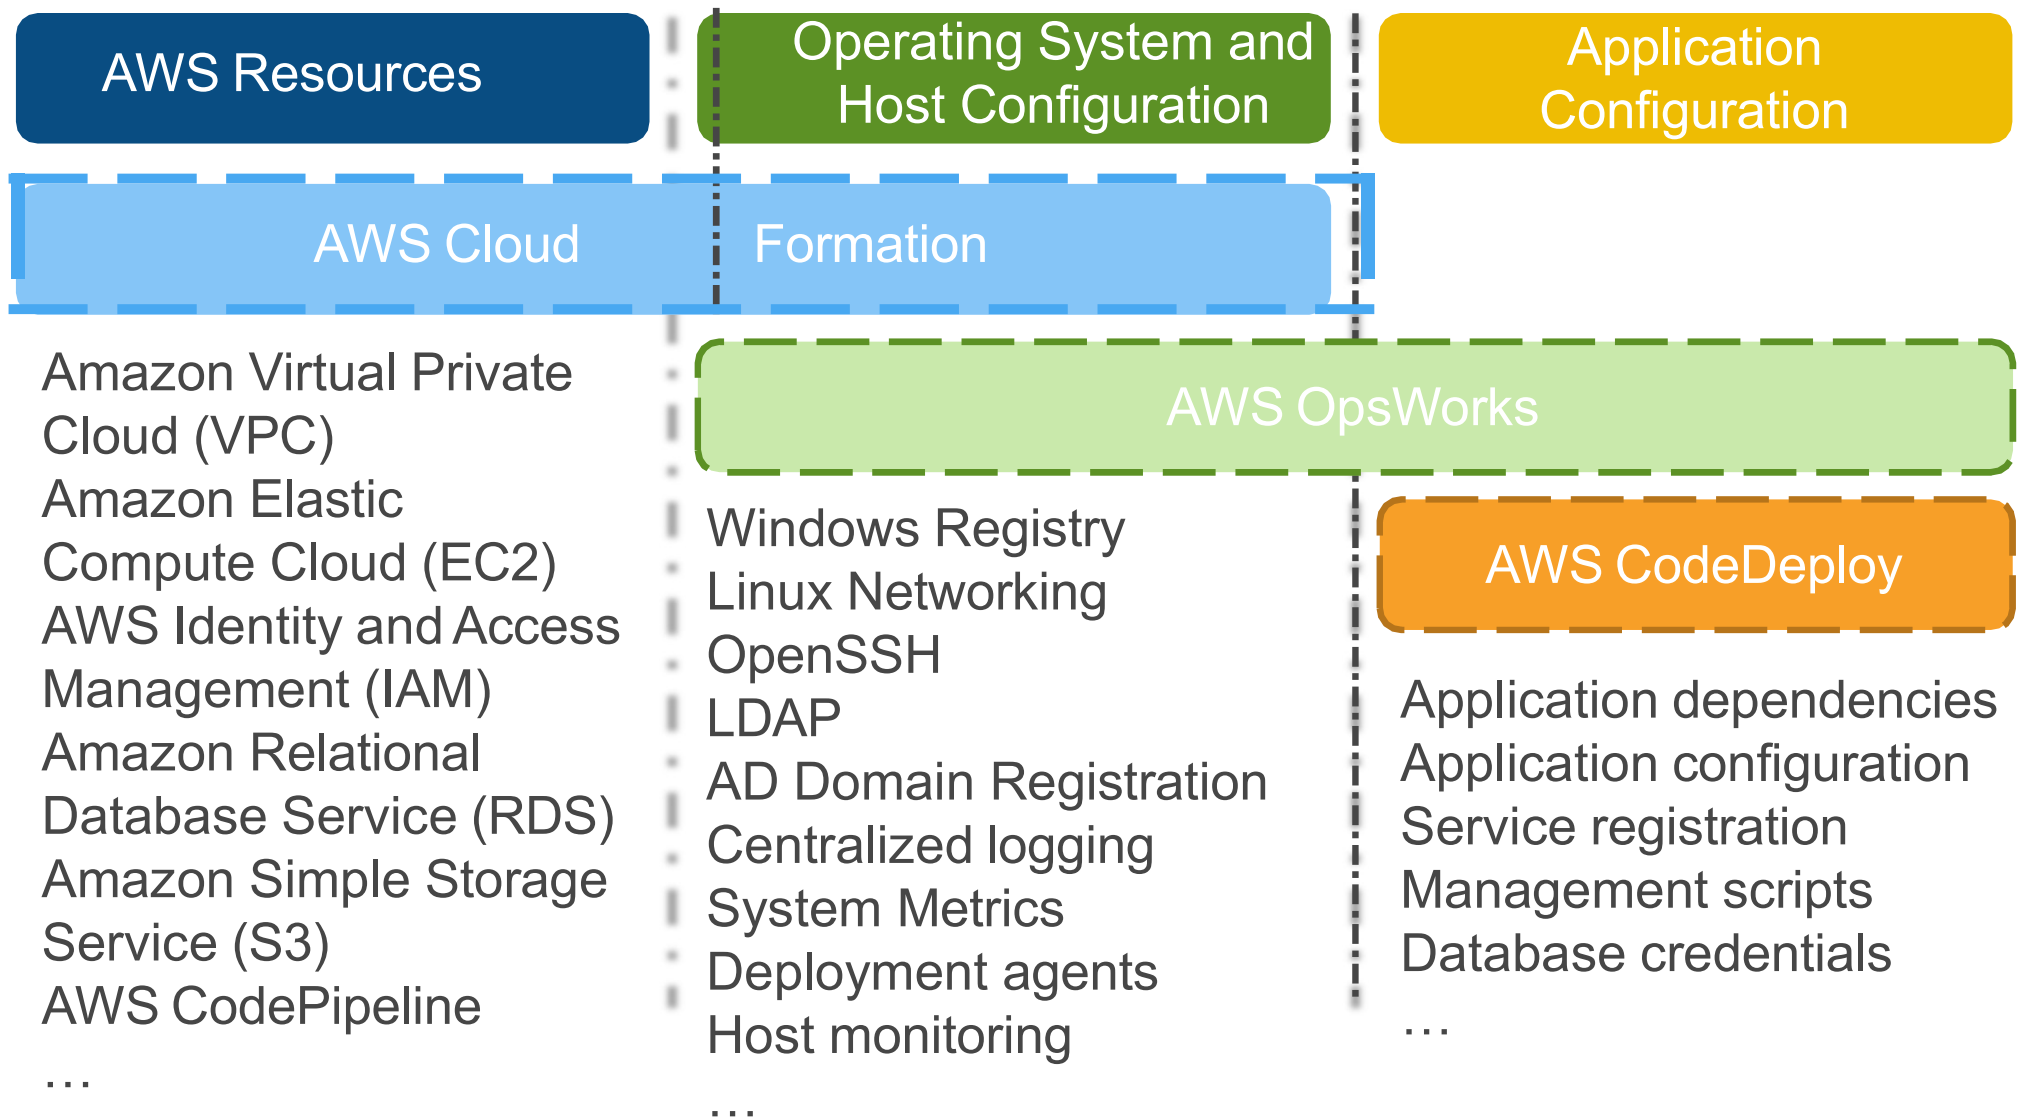 AWS Resources
Operating System and
Host Configuration
Application
Configuration
AWS Cloud Formation
Amazon Virtual Private
Cloud (VPC)
Amazon Elastic
Compute Cloud (EC2)
AWS Identity and Access
Management (IAM)
Amazon Relational
Database Service (RDS)
Amazon Simple Storage
Service (S3)
AWS CodePipeline
…
AWS OpsWorks
Windows Registry
Linux Networking
OpenSSH
LDAP
AD Domain Registration
Centralized logging
System Metrics
Deployment agents
Host monitoring
…
AWS CodeDeploy
Application dependencies
Application configuration
Service registration
Management scripts
Database credentials
…